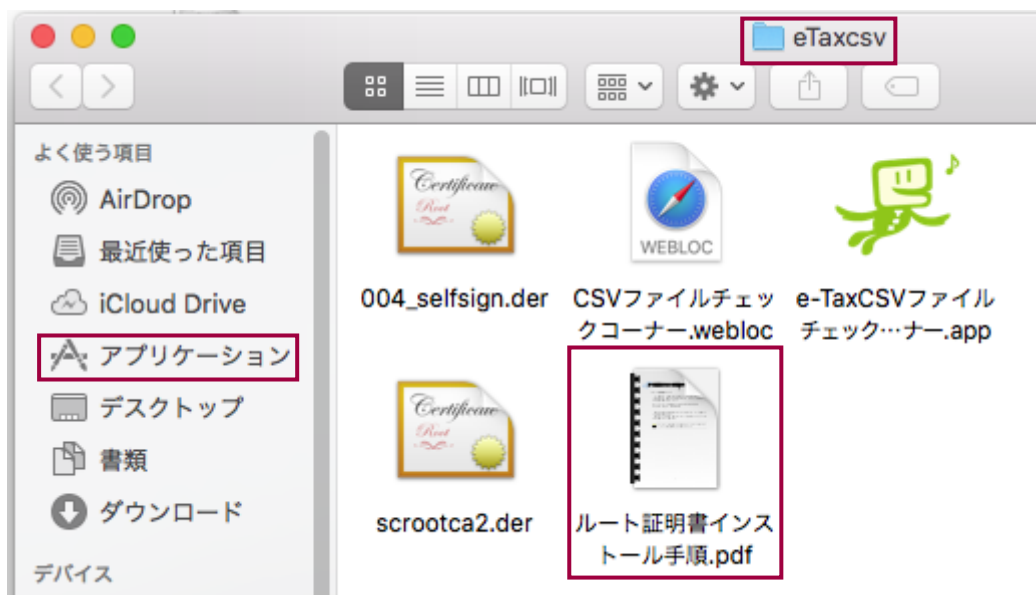 eTaxcsv
よく使う項目
AirDrop
最近使った項目
iCloud Drive
アプリケーション
デスクトップ
書類
ダウンロード
デバイス
Certificate
Root
WEBLOC
004_selfsign.der
CSVファイルチェッ
クコーナー.webloc
e-TaxCSVファイル
チェック…ナー.app
Certificate
Root
scrootca2.der
ルート証明書インス
トール手順.pdf